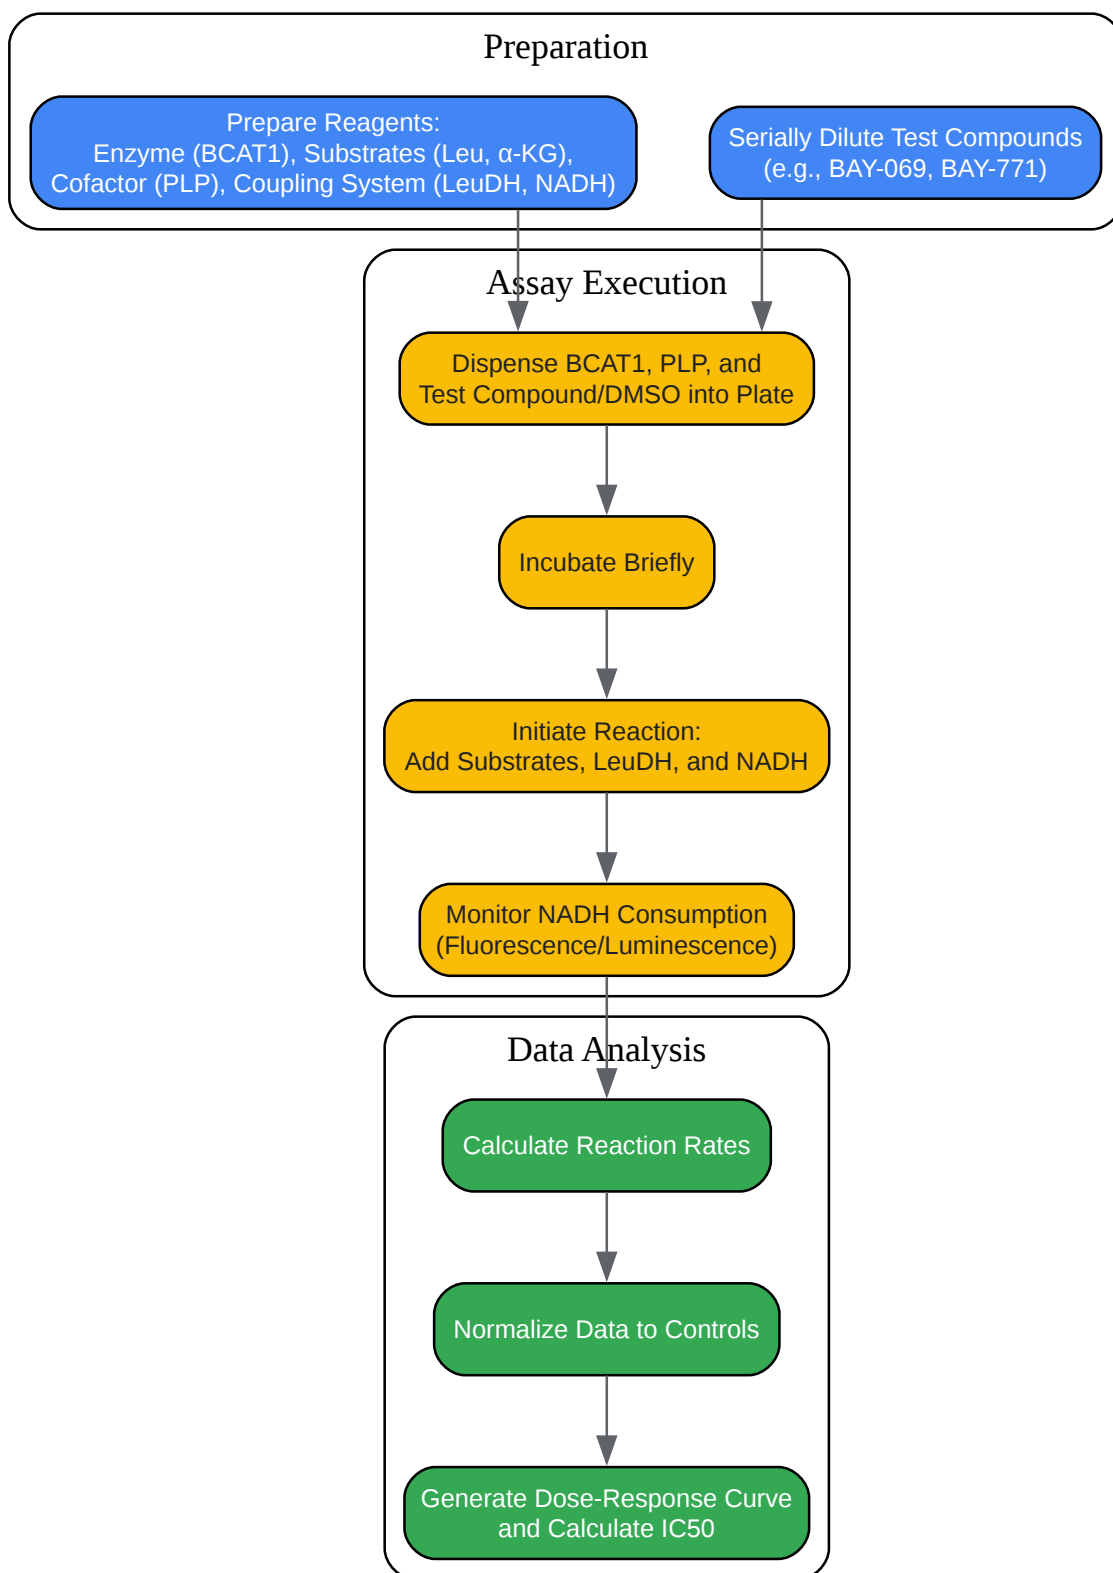 Preparation
Prepare Reagents:
Enzyme (BCAT1), Substrates (Leu, α-KG),
Cofactor (PLP), Coupling System (LeuDH, NADH)
Serially Dilute Test Compounds
(e.g., BAY-069, BAY-771)
Assay Execution
Dispense BCAT1, PLP, and
Test Compound/DMSO into Plate
Incubate Briefly
Initiate Reaction:
Add Substrates, LeuDH, and NADH
Monitor NADH Consumption
(Fluorescence/Luminescence)
Data Analysis
Calculate Reaction Rates
Normalize Data to Controls
Generate Dose-Response Curve
and Calculate IC50